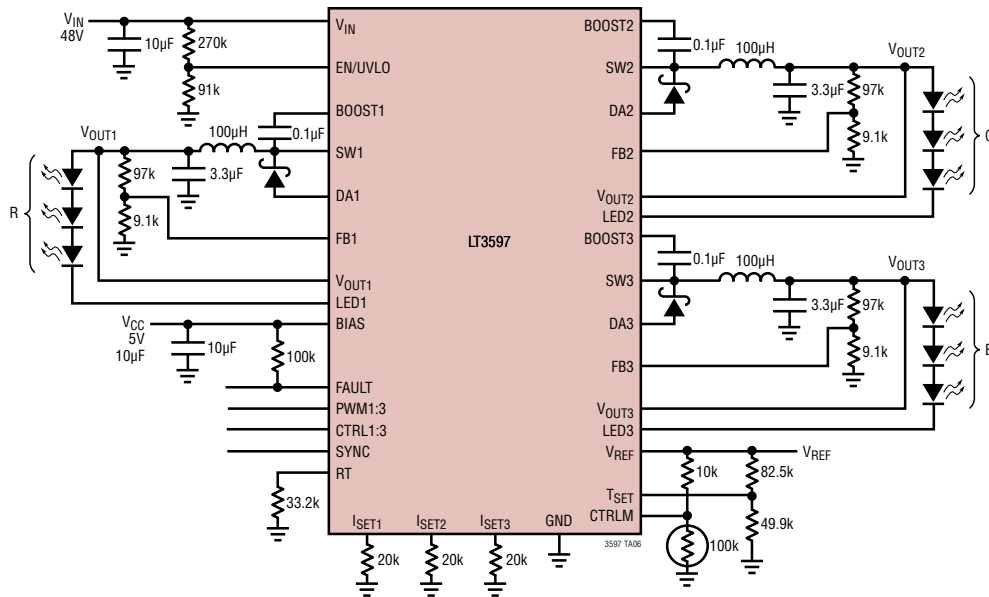 VIN
48V
10µF
270k
91k
VIN
EN/UVLO
BOOST1
SW1
DA1
FB1
VOUT1
LED1
BIAS
FAULT
PWM1:3
CTRL1:3
SYNC
RT
VOUT1
100µH
0.1µF
97k
3.3µF
9.1k
R
VCC
5V
10µF
10µF
100k
33.2k
LT3597
ISET1
ISET2
ISET3
GND
20k
20k
20k
3597 TA06
BOOST2
SW2
DA2
FB2
VOUT2
LED2
BOOST3
SW3
DA3
FB3
VOUT3
LED3
VREF
TSET
CTRLM
0.1µF
100µH
VOUT2
3.3µF
97k
9.1k
0.1µF
100µH
VOUT3
3.3µF
97k
9.1k
VREF
10k
82.5k
49.9k
100k